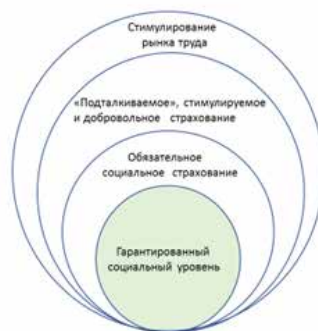 Стимулирование
рынка труда
«Подталкиваемое», стимулируемое
и добровольное страхование
Обязательное
социальное страхование
Гарантированный
социальный уровень